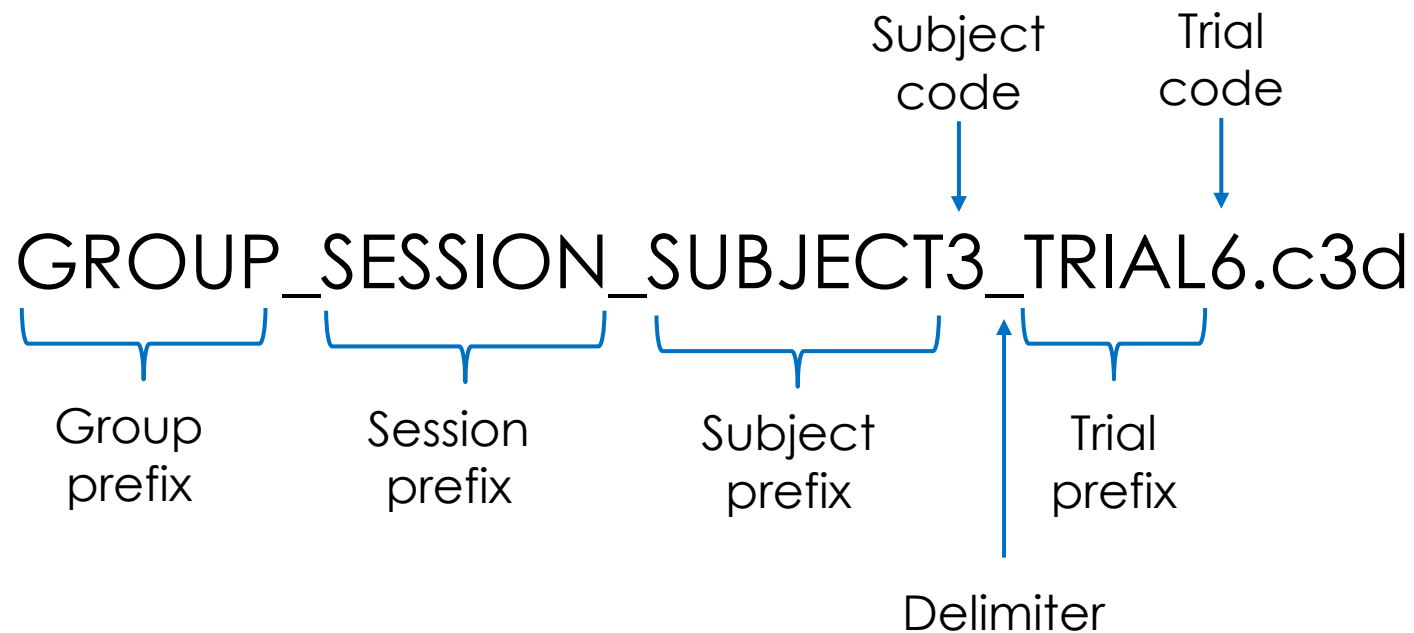 Subject
code
Trial
code
GROUP_SESSION_SUBJECT3_TRIAL6.c3d
Group
prefix
Session
prefix
Subject
prefix
Trial
prefix
Delimiter